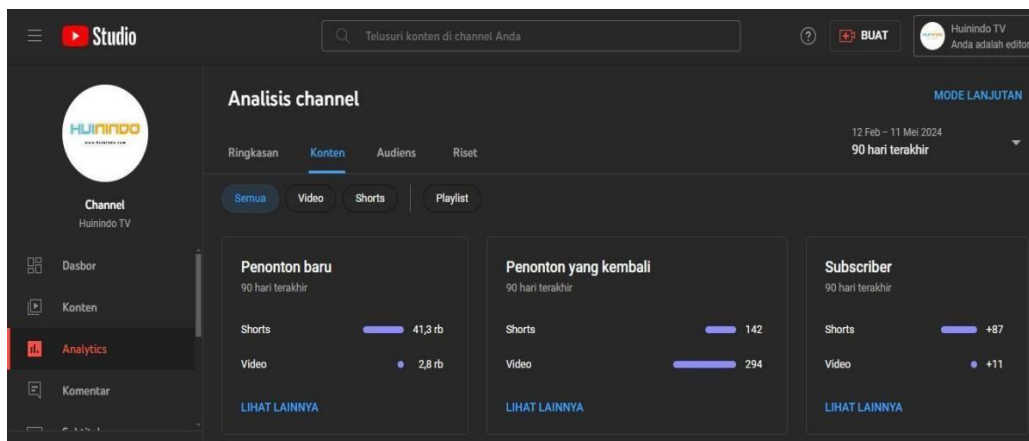 Studio
Telusuri konten di channel Anda
BUAT
Huinindo TV
Anda adalah editor
HUININDO
www.huinindo.com
Channel
Huinindo TV
Dasbor
Konten
Analytics
Komentar
Analisis channel
MODE LANJUTAN
Ringkasan Konten Audiens Riset
12 Feb – 11 Mei 2024
90 hari terakhir
Semua Video Shorts Playlist
Penonton baru
90 hari terakhir
Shorts 41,3 rb
Video 2,8 rb
LIHAT LAINNYA
Penonton yang kembali
90 hari terakhir
Shorts 142
Video 294
LIHAT LAINNYA
Subscriber
90 hari terakhir
Shorts +87
Video +11
LIHAT LAINNYA